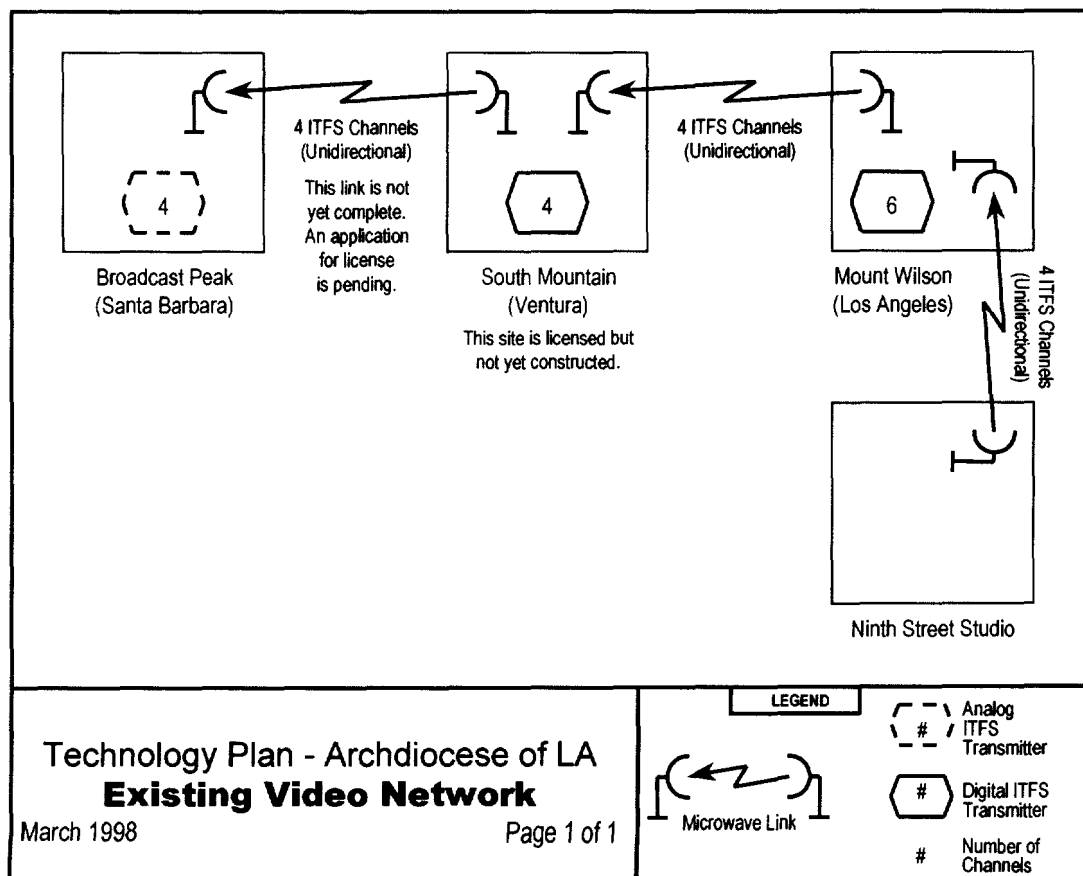 4 ITFS Channels
(Unidirectional)
4 ITFS Channels
(Unidirectional)
This link is not
yet complete.
An application
for license
is pending.
4
4
6
Broadcast Peak
(Santa Barbara)
South Mountain
(Ventura)
This site is licensed but
not yet constructed.
Mount Wilson
(Los Angeles)
4 ITFS Channels
(Unidirectional)
Ninth Street Studio
Technology Plan - Archdiocese of LA
Existing Video Network
March 1998
Page 1 of 1
LEGEND
Microwave Link
#
Analog
ITFS
Transmitter
#
Digital ITFS
Transmitter
#
Number of
Channels